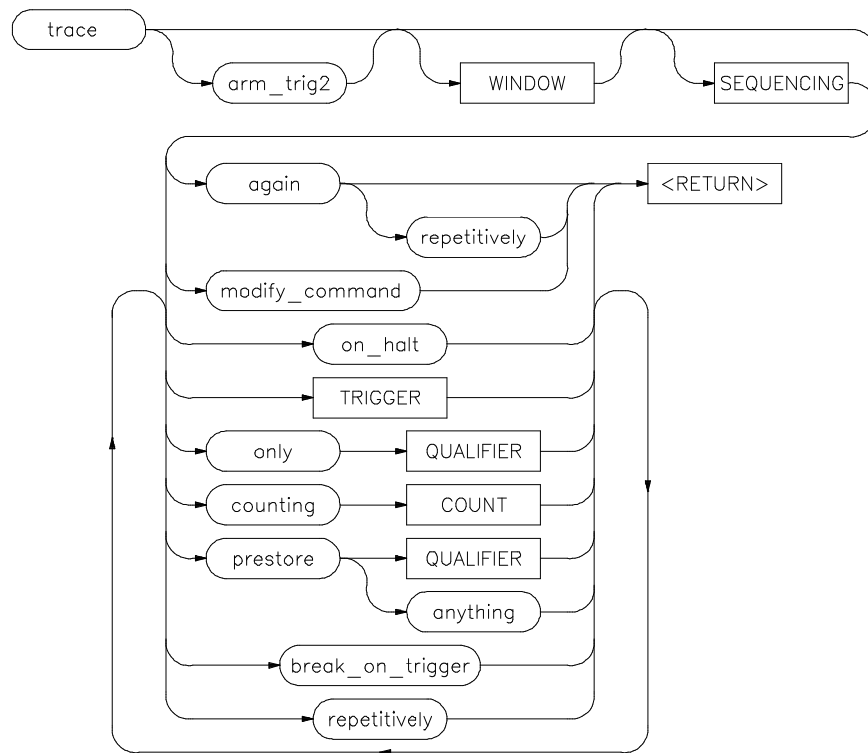 trace
arm_trig2 WINDOW SEQUENCING
again <RETURN>
repetitively
modify_command
on_halt
TRIGGER
only QUALIFIER
counting COUNT
prestore QUALIFIER
anything
break_on_trigger
repetitively